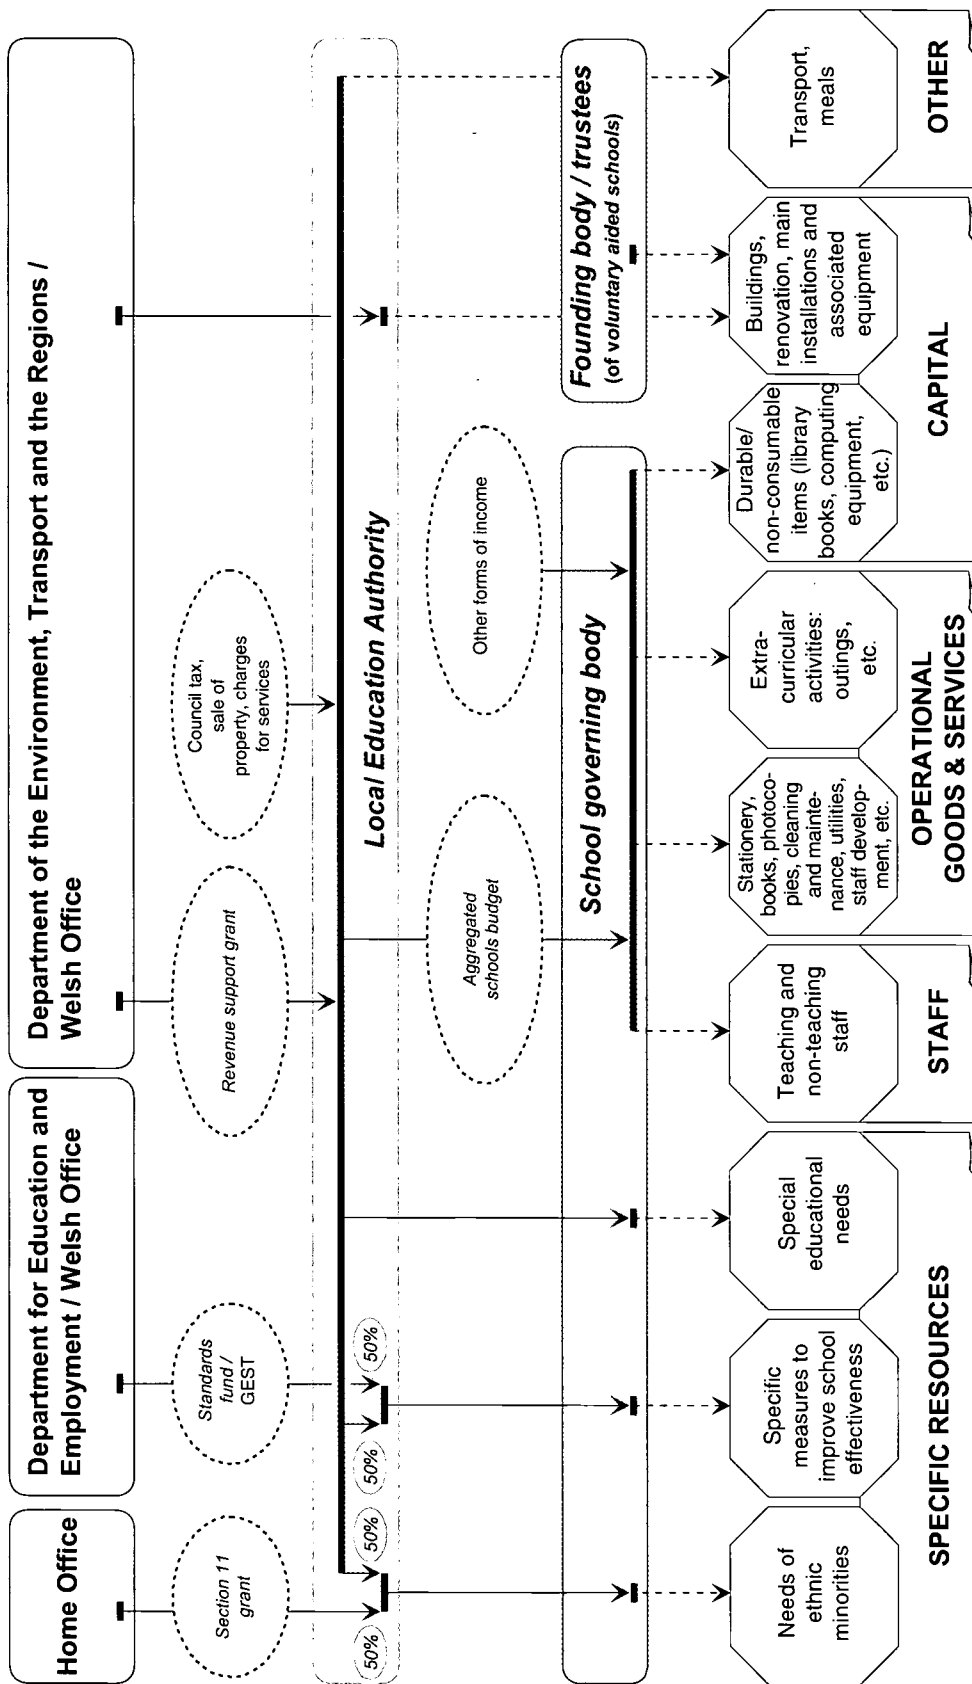 Home Office
Department for Education and
Employment / Welsh Office
Department of the Environment, Transport and the Regions /
Welsh Office
Section 11
grant
Standards
fund /
GEST
Revenue support grant
Council tax,
sale of
property, charges
for services
50%
50%
50%
50%
Local Education Authority
Aggregated
schools budget
Other forms of income
School governing body
Founding body / trustees
(of voluntary aided schools)
Needs of
ethnic
minorities
Specific
measures to
improve school
effectiveness
Special
educational
needs
Teaching and
non-teaching
staff
Stationery,
books, photoco-
pies, cleaning
and mainte-
nance, utilities,
staff develop-
ment, etc.
Extra-
curricular
activities:
outings,
etc.
Durable/
non-consumable
items (library
books, computing
equipment,
etc.)
Buildings,
renovation, main
installations and
associated
equipment
Transport,
meals
SPECIFIC RESOURCES
STAFF
OPERATIONAL
GOODS & SERVICES
CAPITAL
OTHER